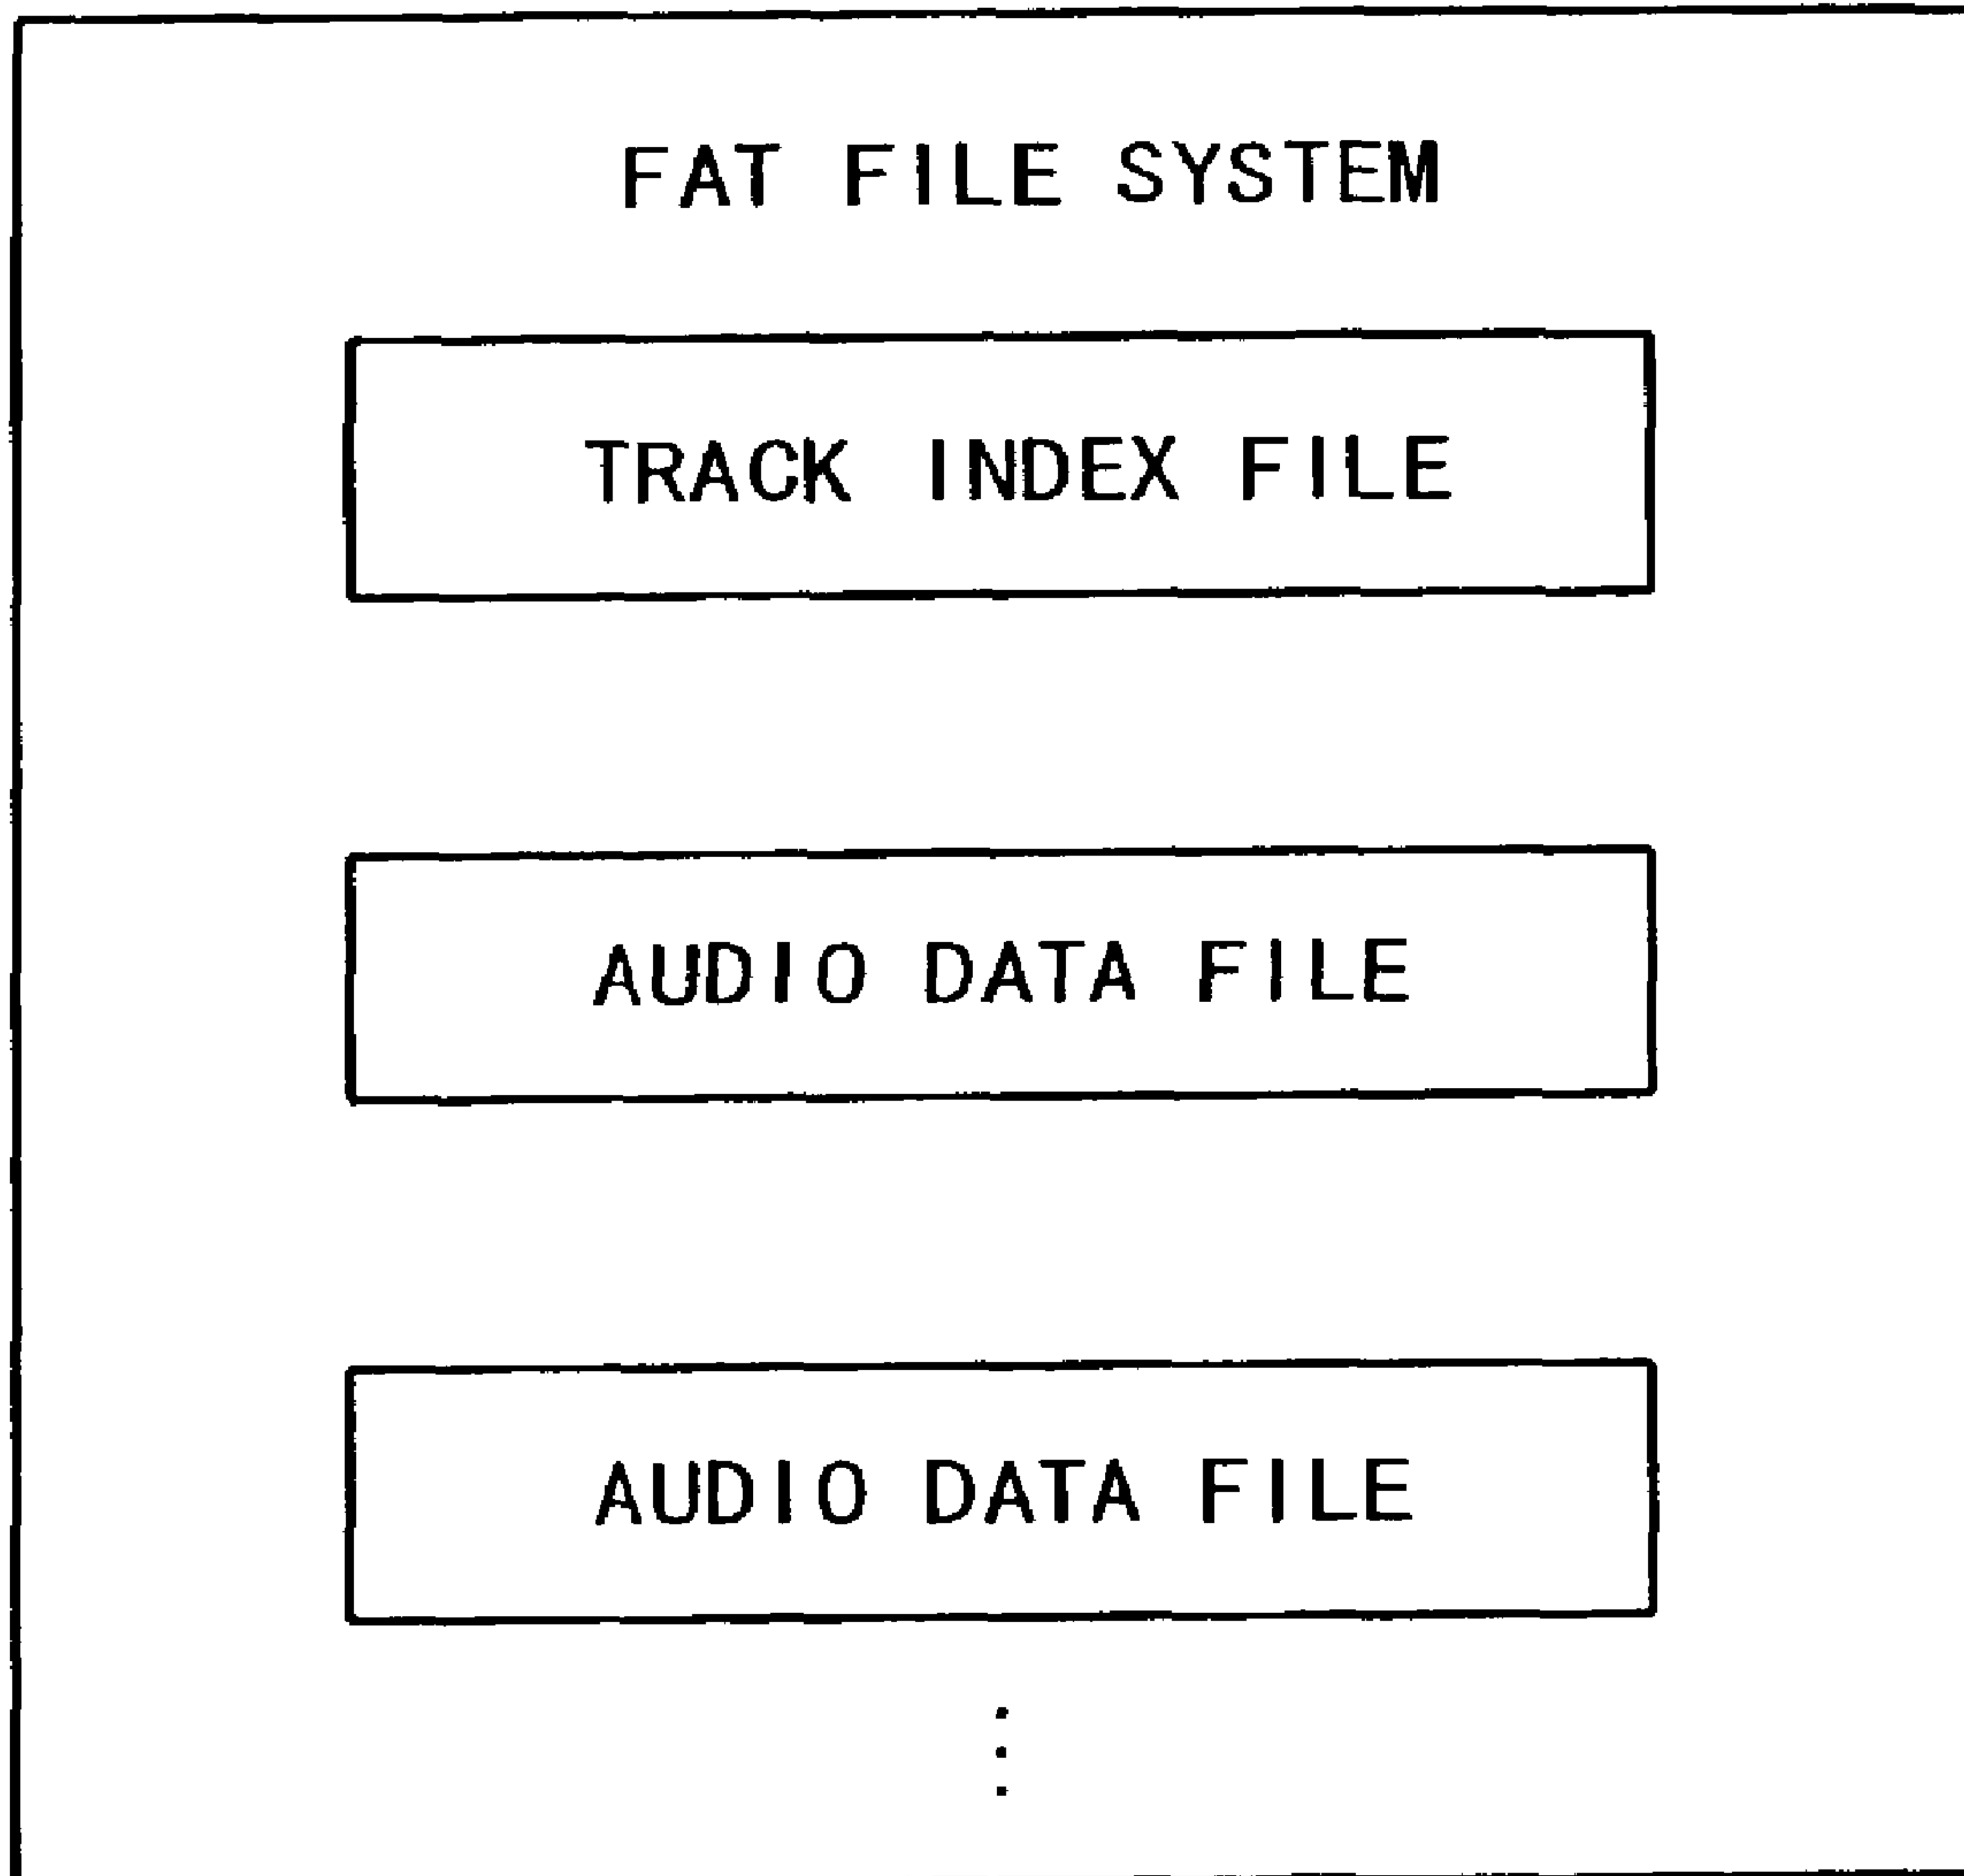 FAT FILE SYSTEM
TRACK INDEX FILE
AUDIO DATA FILE
AUDIO DATA FILE